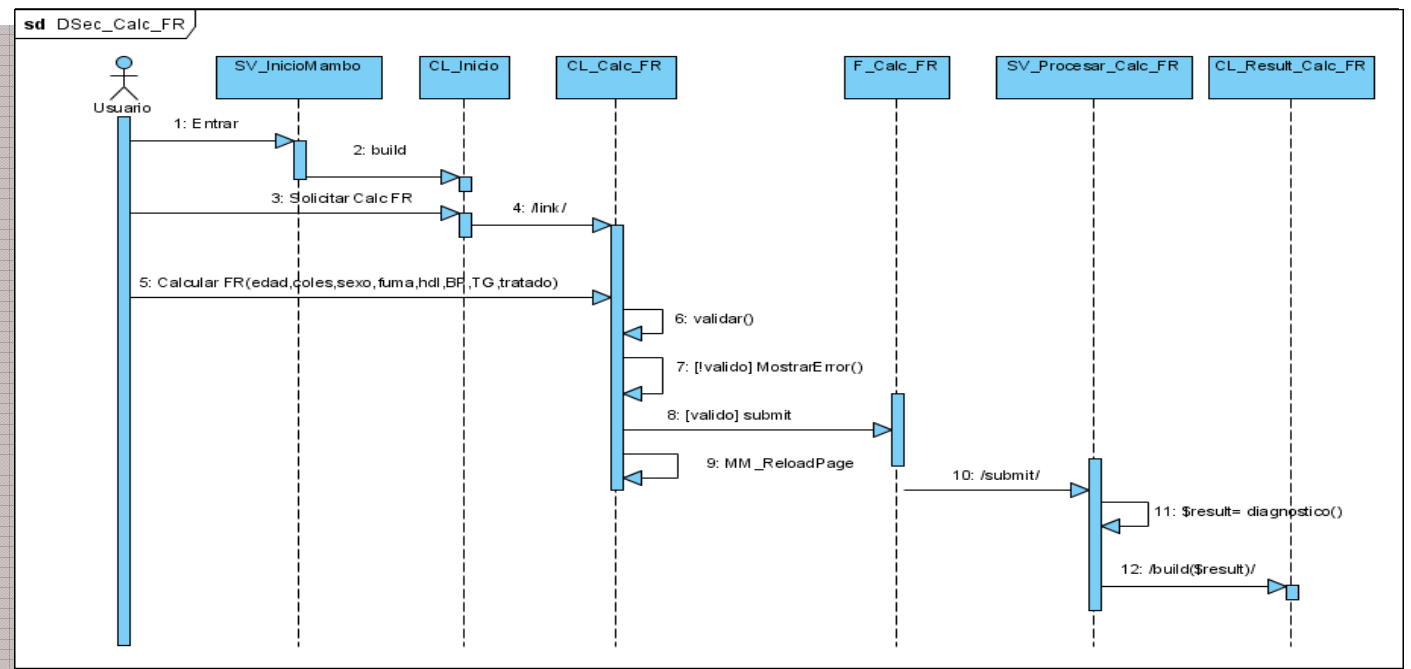 sd DSec_Calc_FR
SV_InicioMambo
CL_Inicio
CL_Calc_FR
F_Calc_FR
SV_Procesar_Calc_FR
CL_Result_Calc_FR
Usuario
1: Entrar
2: build
3: Solicitar Calc FR
4: /link/
5: Calcular FR(edad,coles,sexo,fuma,hdl,BP,TG,tratado)
6: validar()
7: [!valido] MostrarError()
8: [valido] submit
9: MM_ReloadPage
10: /submit/
11: $result= diagnostico()
12: /build($result)/